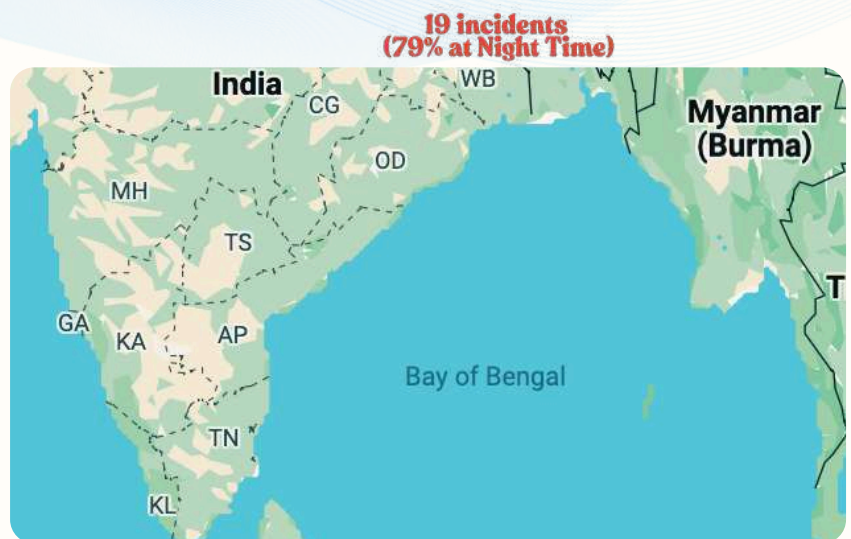 19 incidents
(79% at Night Time)
India
WB
CG
Myanmar
(Burma)
OD
MH
TS
T
GA
KA
AP
Bay of Bengal
TN
KL